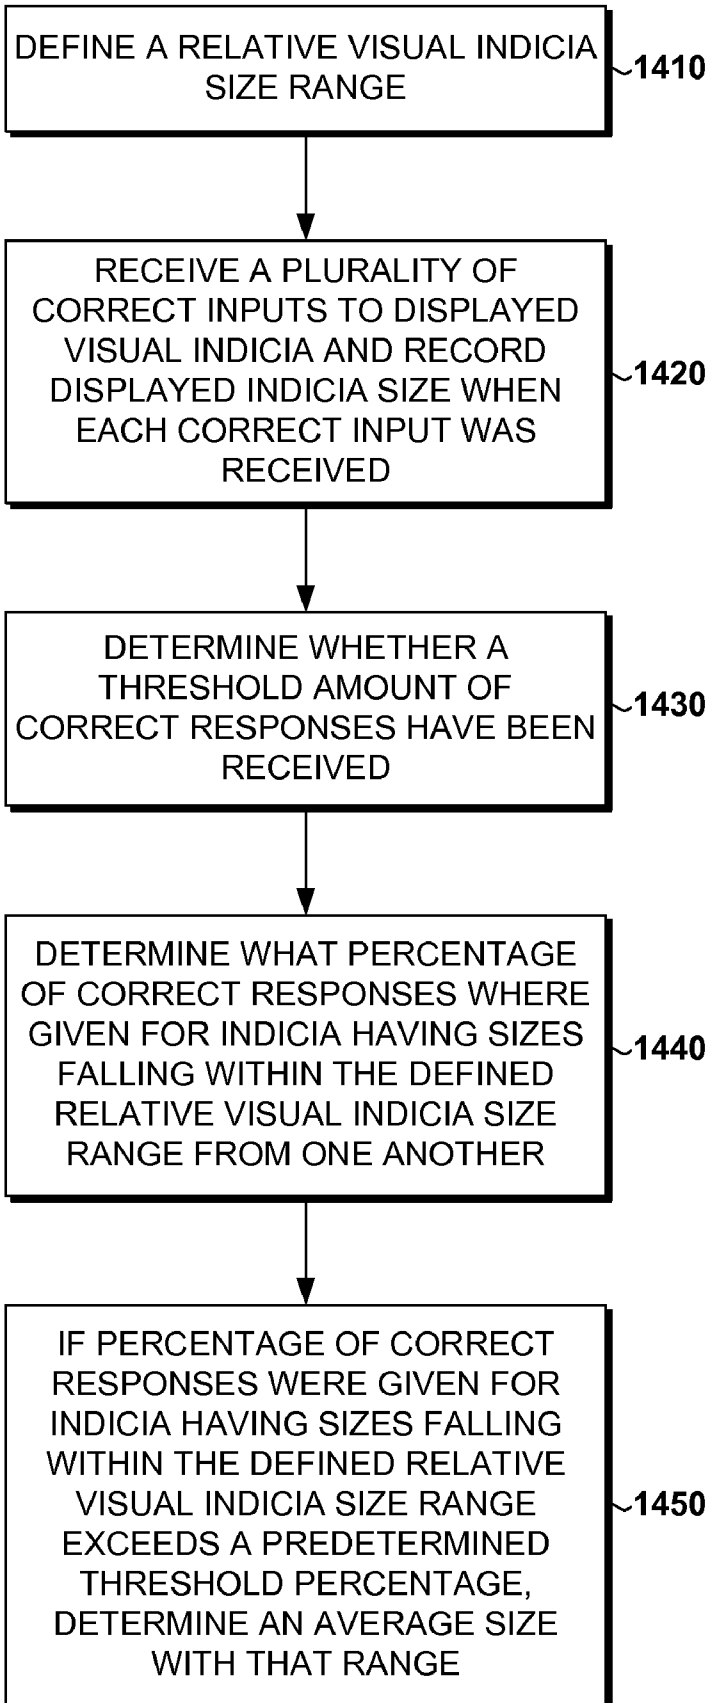 DEFINE A RELATIVE VISUAL INDICIA
SIZE RANGE
1410
RECEIVE A PLURALITY OF
CORRECT INPUTS TO DISPLAYED
VISUAL INDICIA AND RECORD
DISPLAYED INDICIA SIZE WHEN
EACH CORRECT INPUT WAS
RECEIVED
1420
DETERMINE WHETHER A
THRESHOLD AMOUNT OF
CORRECT RESPONSES HAVE BEEN
RECEIVED
1430
DETERMINE WHAT PERCENTAGE
OF CORRECT RESPONSES WHERE
GIVEN FOR INDICIA HAVING SIZES
FALLING WITHIN THE DEFINED
RELATIVE VISUAL INDICIA SIZE
RANGE FROM ONE ANOTHER
1440
IF PERCENTAGE OF CORRECT
RESPONSES WERE GIVEN FOR
INDICIA HAVING SIZES FALLING
WITHIN THE DEFINED RELATIVE
VISUAL INDICIA SIZE RANGE
EXCEEDS A PREDETERMINED
THRESHOLD PERCENTAGE,
DETERMINE AN AVERAGE SIZE
WITH THAT RANGE
1450